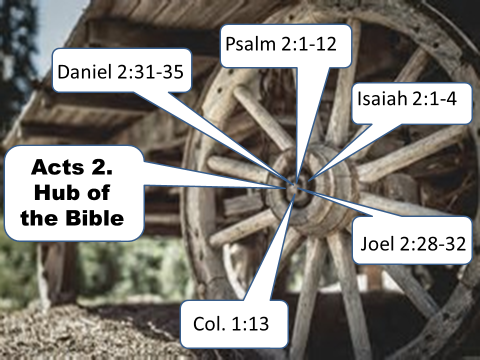 Psalm 2:1-12
Daniel 2:31-35
Isaiah 2:1-4
Acts 2.
Hub of
the Bible
Joel 2:28-32
Col. 1:13